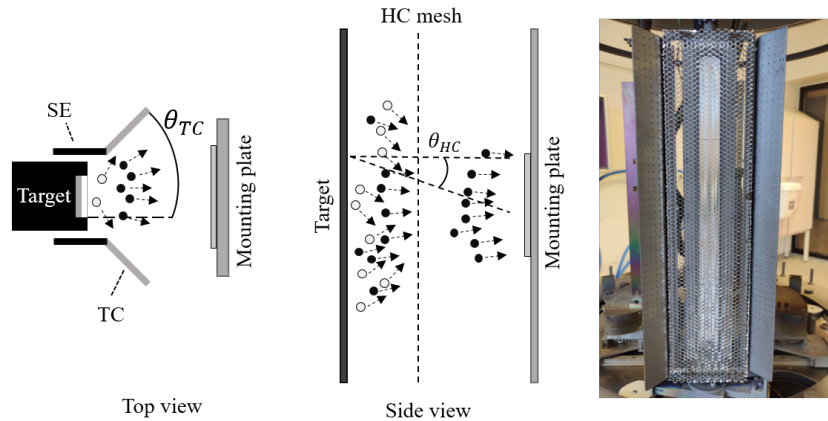 HC mesh
SE
θTC
θHC
Target
Mounting plate
Target
Mounting plate
TC
Top view
Side view